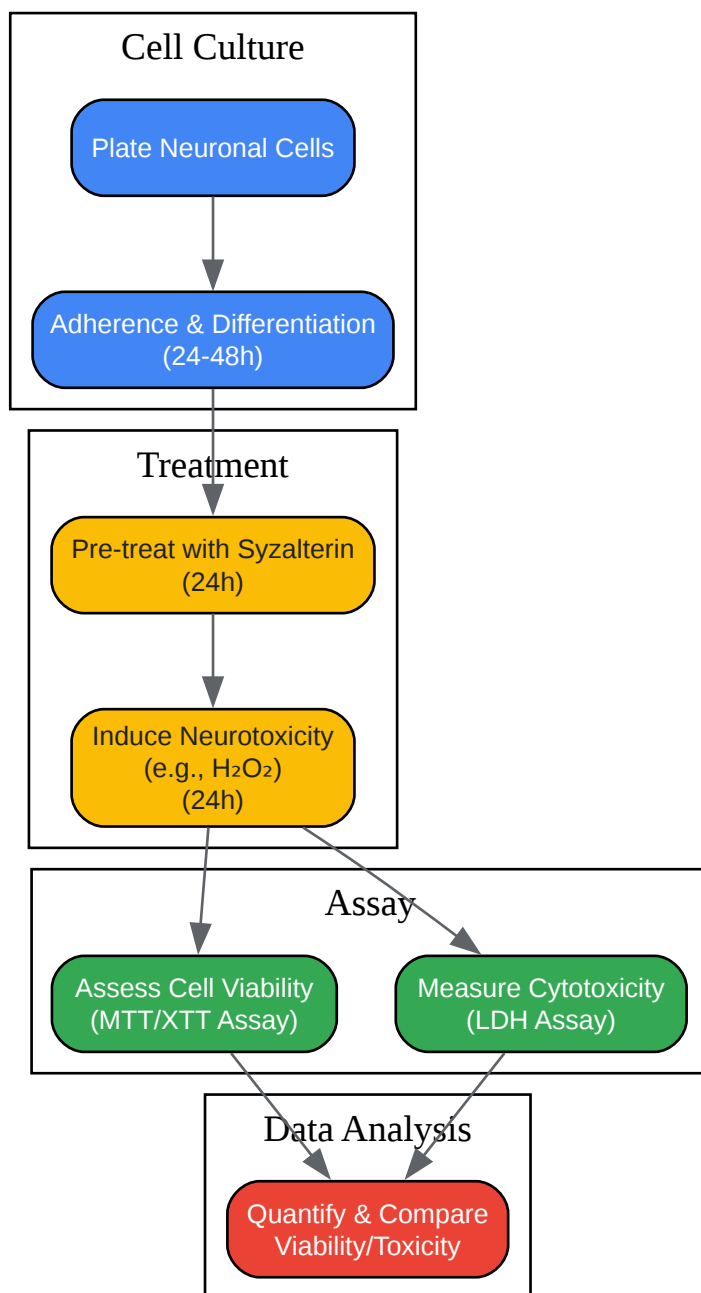 Cell Culture
Plate Neuronal Cells
Adherence & Differentiation
(24-48h)
Treatment
Pre-treat with Syzalterin
(24h)
Induce Neurotoxicity
(e.g., H₂O₂)
(24h)
Assay
Assess Cell Viability
(MTT/XTT Assay)
Measure Cytotoxicity
(LDH Assay)
Data Analysis
Quantify & Compare
Viability/Toxicity